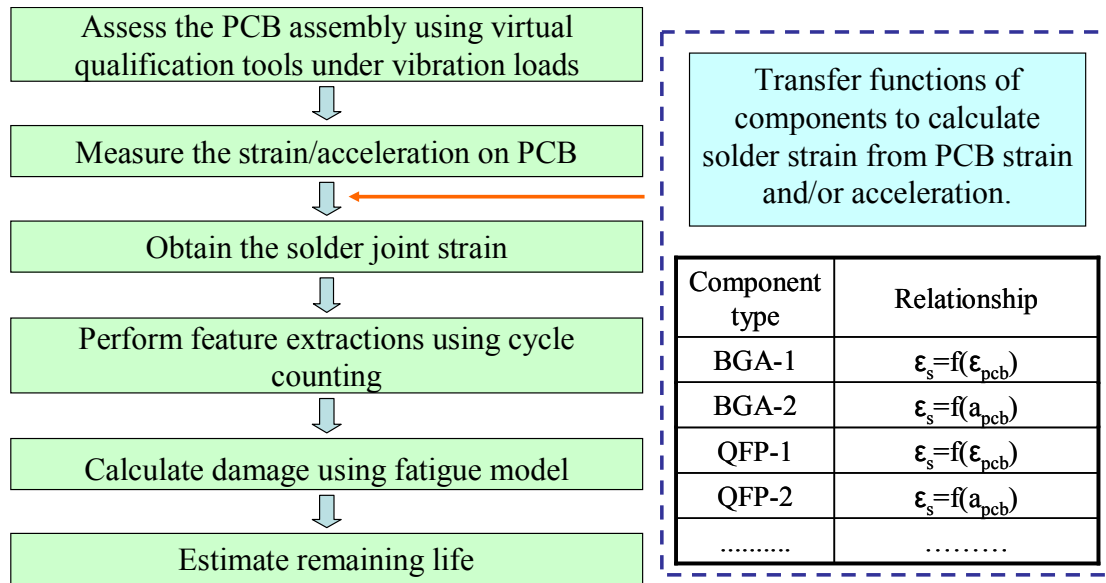 Assess the PCB assembly using virtual
qualification tools under vibration loads
Measure the strain/acceleration on PCB
Obtain the solder joint strain
Perform feature extractions using cycle
counting
Calculate damage using fatigue model
Estimate remaining life
Transfer functions of
components to calculate
solder strain from PCB strain
and/or acceleration.
Component
type
Relationship
BGA-1
εs=f(εpcb)
BGA-2
εs=f(apcb)
QFP-1
εs=f(εpcb)
QFP-2
εs=f(apcb)
..........
………